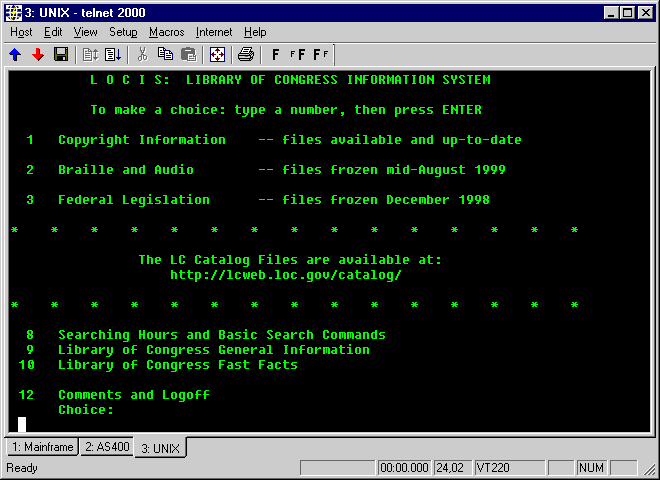 3: UNIX - telnet 2000
Host Edit View Setup Macros Internet Help
F FF FF
L O C I S: LIBRARY OF CONGRESS INFORMATION SYSTEM
To make a choice: type a number, then press ENTER
1 Copyright Information -- files available and up-to-date
2 Braille and Audio -- files frozen mid-August 1999
3 Federal Legislation -- files frozen December 1998
* * * * * * * * * * * * * * *
The LC Catalog Files are available at:
http://lcweb.loc.gov/catalog/
* * * * * * * * * * * * * * *
8 Searching Hours and Basic Search Commands
9 Library of Congress General Information
10 Library of Congress Fast Facts
12 Comments and Logoff
Choice:
1: Mainframe 2: AS400 3: UNIX
Ready 00:00.000 24,02 VT220 NUM